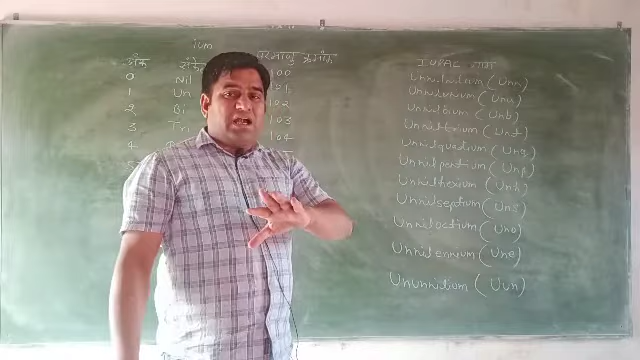 Ium
अंक
परमाणु क्रमांक
IUPAC नाम
0 Nil 100
1 Un 101
2 Bi 102
3 Tri 103
4 104
Unnilnilium (Unn)
Unnilunium (Unu)
Unnilbium (Unb)
Unniltrium (Unt)
Unnilquadium (Unq)
Unnilpentium (Unp)
Unnilhexium (Unh)
Unnilseptium (Uns)
Unniloctium (Uno)
Unnilennium (Une)
Ununnilium (Uun)